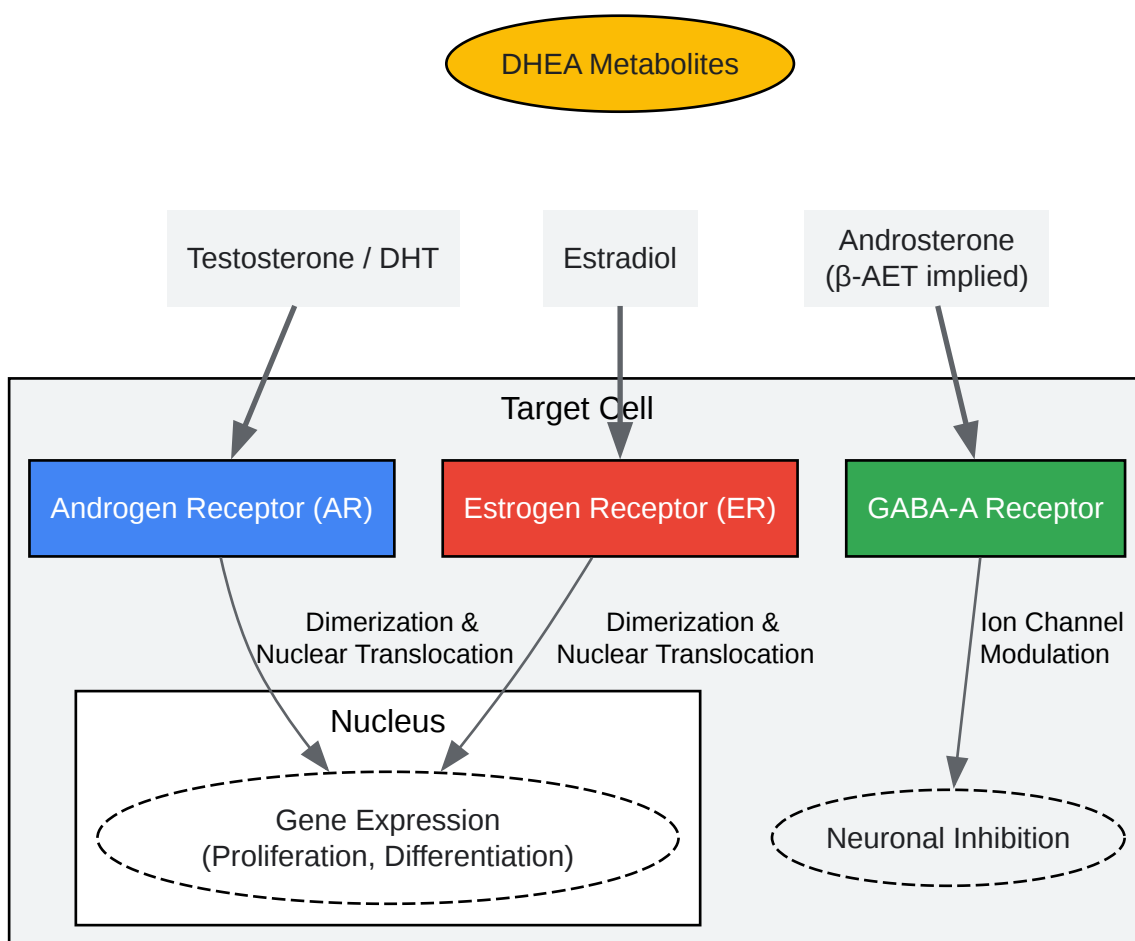 DHEA Metabolites
Testosterone / DHT
Estradiol
Androsterone
(β-AET implied)
Target Cell
Androgen Receptor (AR)
Estrogen Receptor (ER)
GABA-A Receptor
Dimerization &
Nuclear Translocation
Dimerization &
Nuclear Translocation
Ion Channel
Modulation
Nucleus
Gene Expression
(Proliferation, Differentiation)
Neuronal Inhibition